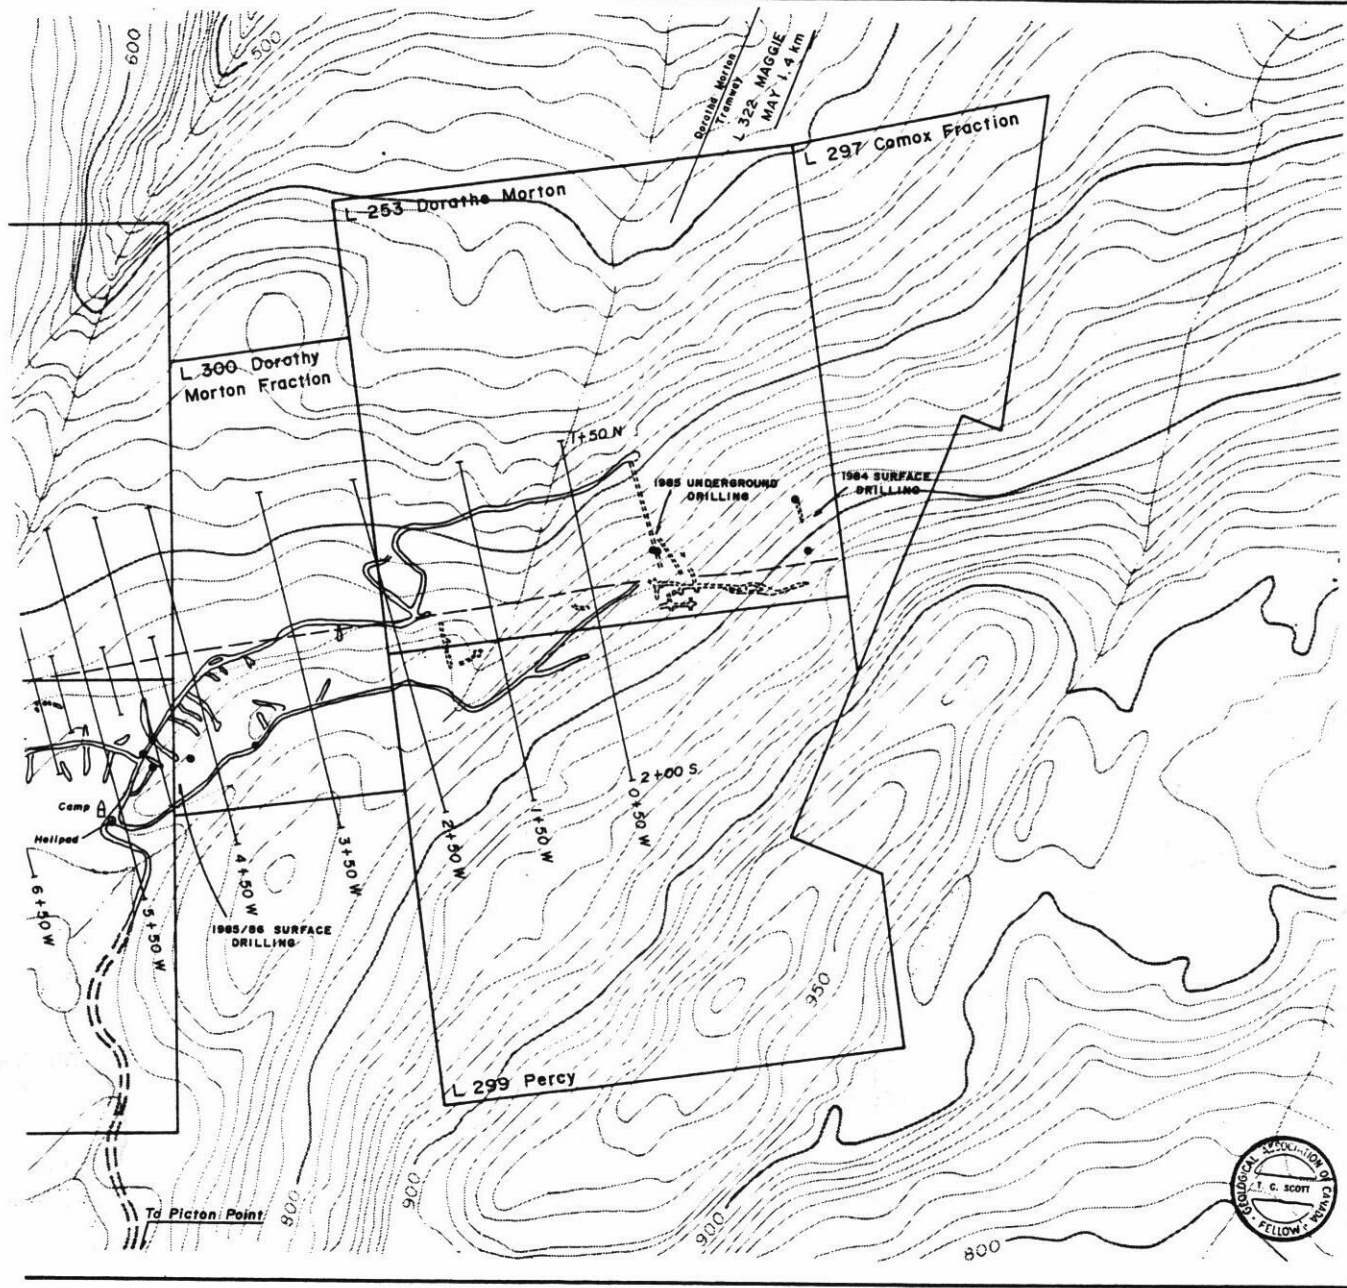 600
500
Dorothe Morton
Tramway
L 322 MAGGIE
MAY 1.4 km
L 297 Comox Fraction
L 253 Dorothe Morton
L 300 Dorothy
Morton Fraction
1+50 N
1985 UNDERGROUND
DRILLING
1984 SURFACE
DRILLING
2+00 S
0+50 W
1+50 W
2+50 W
3+50 W
4+50 W
5+50 W
6+50 W
Camp
Helipad
1985/86 SURFACE
DRILLING
950
L 299 Percy
To Picton Point
800
900
900
800
GEOLOGICAL ASSOCIATION OF CANADA
T. C. SCOTT
FELLOW